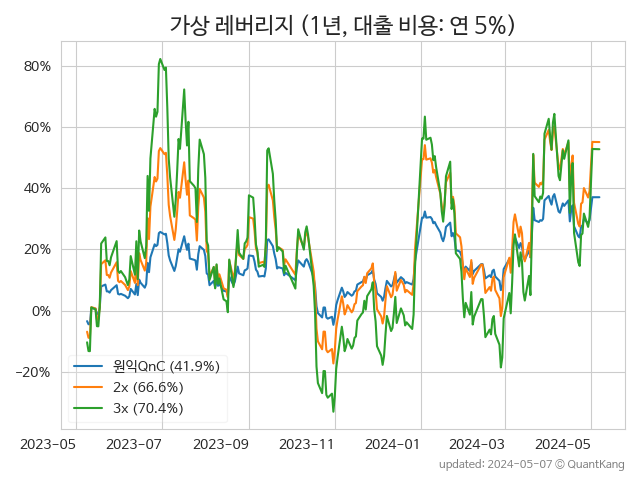 가상 레버리지 (1년, 대출 비용: 연 5%)
80%
60%
40%
20%
0%
−20%
원익QnC (41.9%)
2x (66.6%)
3x (70.4%)
2023-05 2023-07 2023-09 2023-11 2024-01 2024-03 2024-05
updated: 2024-05-07 © QuantKang